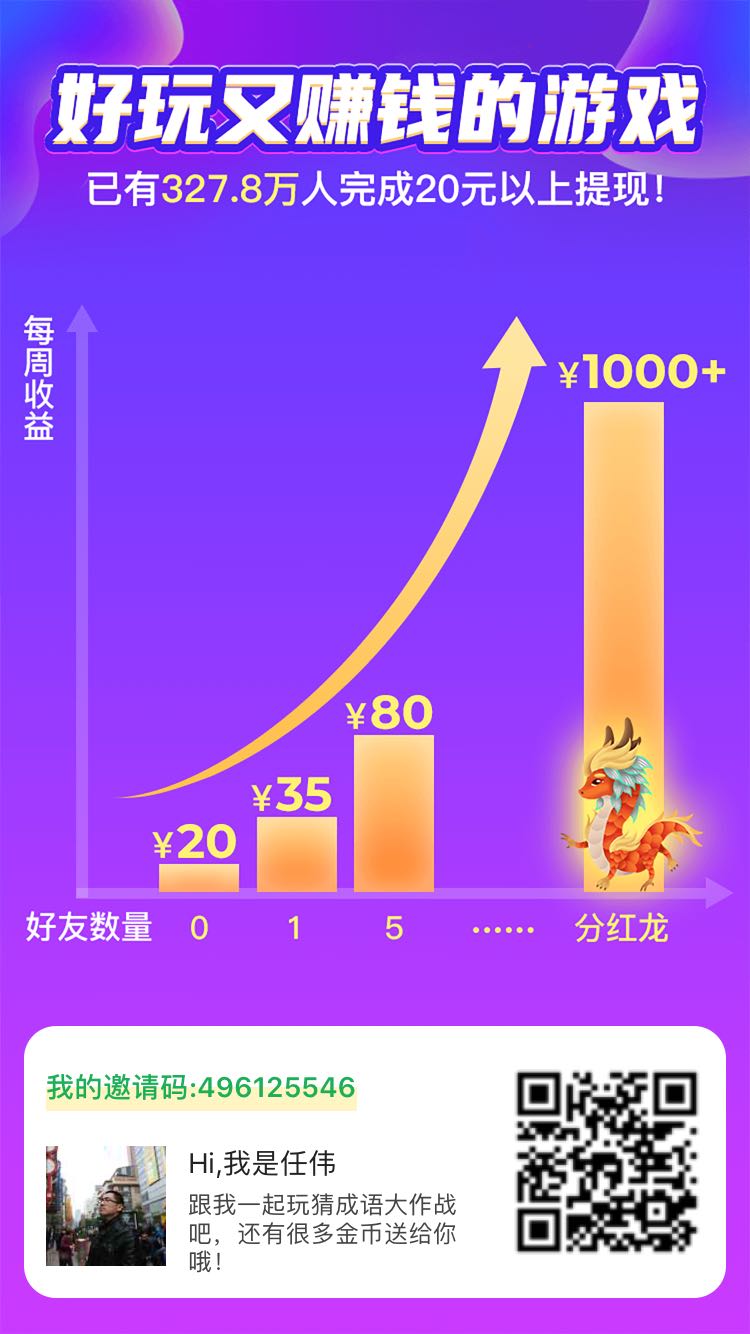 好玩又赚钱的游戏
已有327.8万人完成20元以上提现！
每周收益
¥1000+
¥80
¥35
¥20
好友数量 0 1 5 …… 分红龙
我的邀请码:496125546
Hi,我是任伟
跟我一起玩猜成语大作战
吧，还有很多金币送给你
哦！